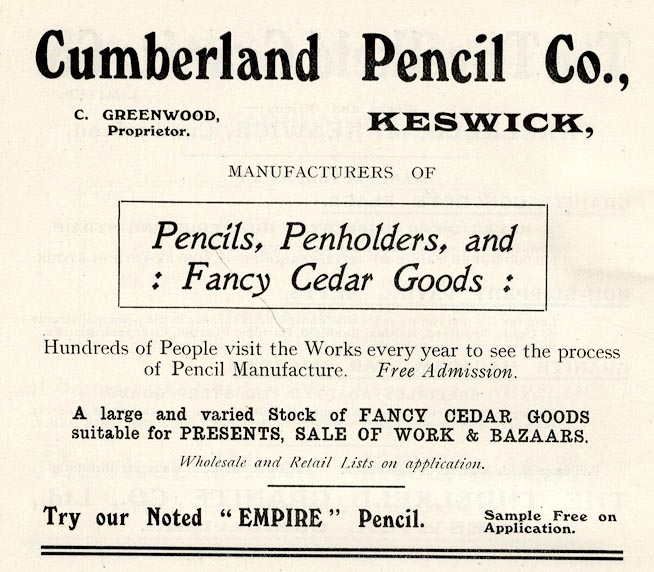 Cumberland Pencil Co.,
C. GREENWOOD,
Proprietor.
KESWICK,
MANUFACTURERS OF
Pencils, Penholders, and
: Fancy Cedar Goods :
Hundreds of People visit the Works every year to see the process
of Pencil Manufacture. Free Admission.
A large and varied Stock of FANCY CEDAR GOODS
suitable for PRESENTS, SALE OF WORK & BAZAARS.
Wholesale and Retail Lists on application.
Try our Noted "EMPIRE" Pencil.
Sample Free on
Application.